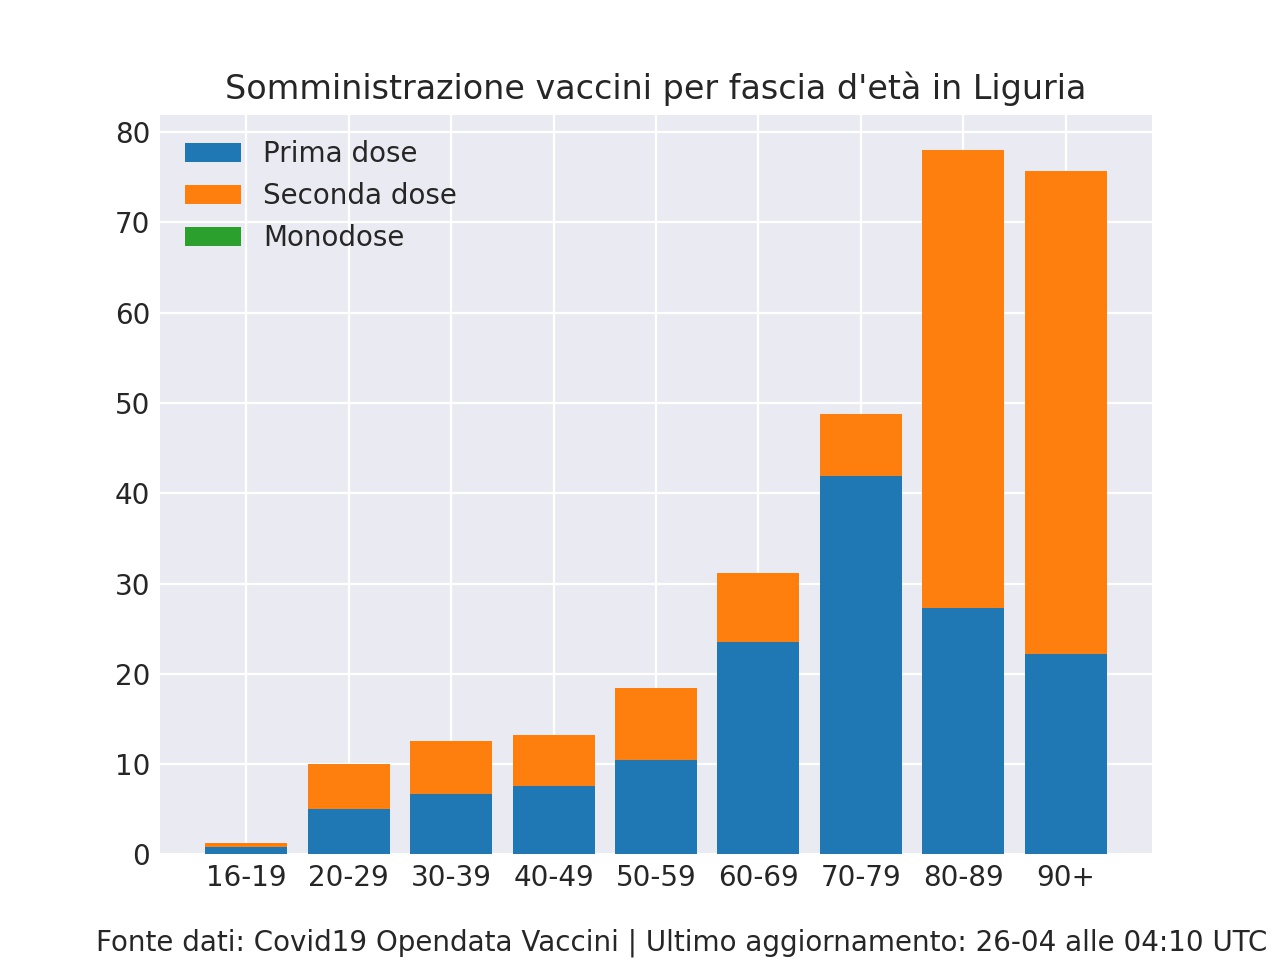 Somministrazione vaccini per fascia d'età in Liguria
Prima dose
Seconda dose
Monodose
80
70
60
50
40
30
20
10
0
16-19 20-29 30-39 40-49 50-59 60-69 70-79 80-89 90+
Fonte dati: Covid19 Opendata Vaccini | Ultimo aggiornamento: 26-04 alle 04:10 UTC